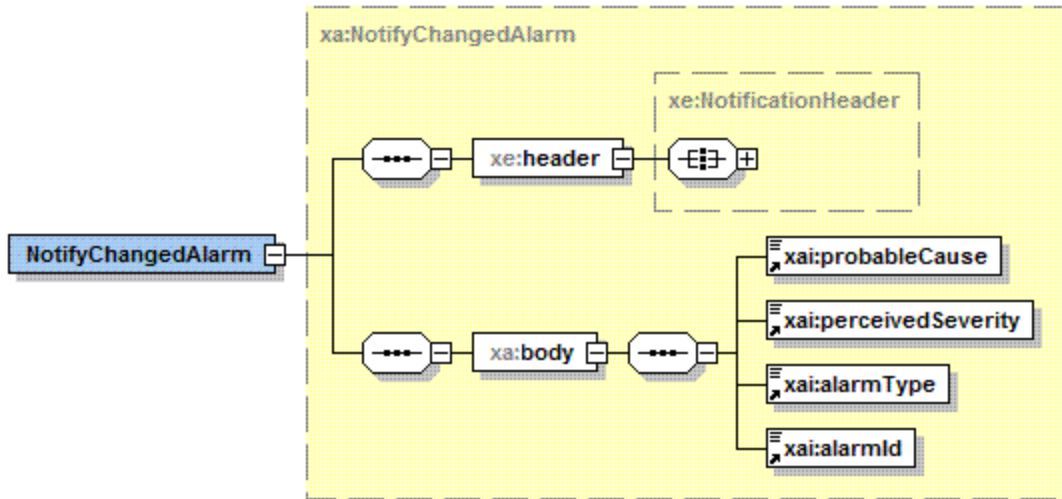 xa:NotifyChangedAlarm
xe:NotificationHeader
xe:header
NotifyChangedAlarm
xai:probableCause
xai:perceivedSeverity
xa:body
xai:alarmType
xai:alarmId